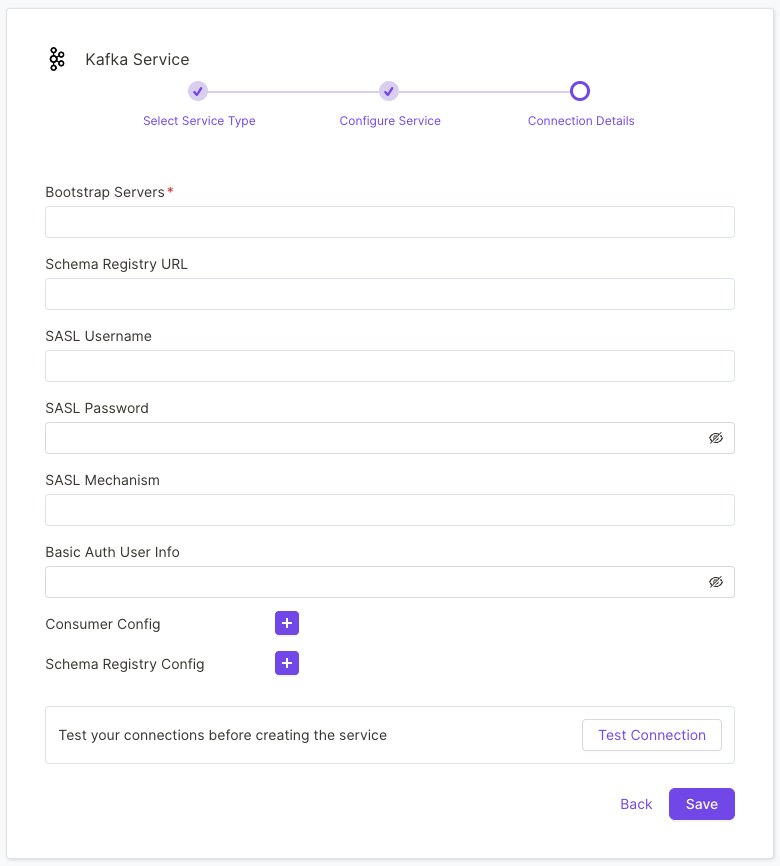 Kafka Service
Select Service Type
Configure Service
Connection Details
Bootstrap Servers*
Schema Registry URL
SASL Username
SASL Password
SASL Mechanism
Basic Auth User Info
Consumer Config
Schema Registry Config
Test your connections before creating the service
Test Connection
Back
Save